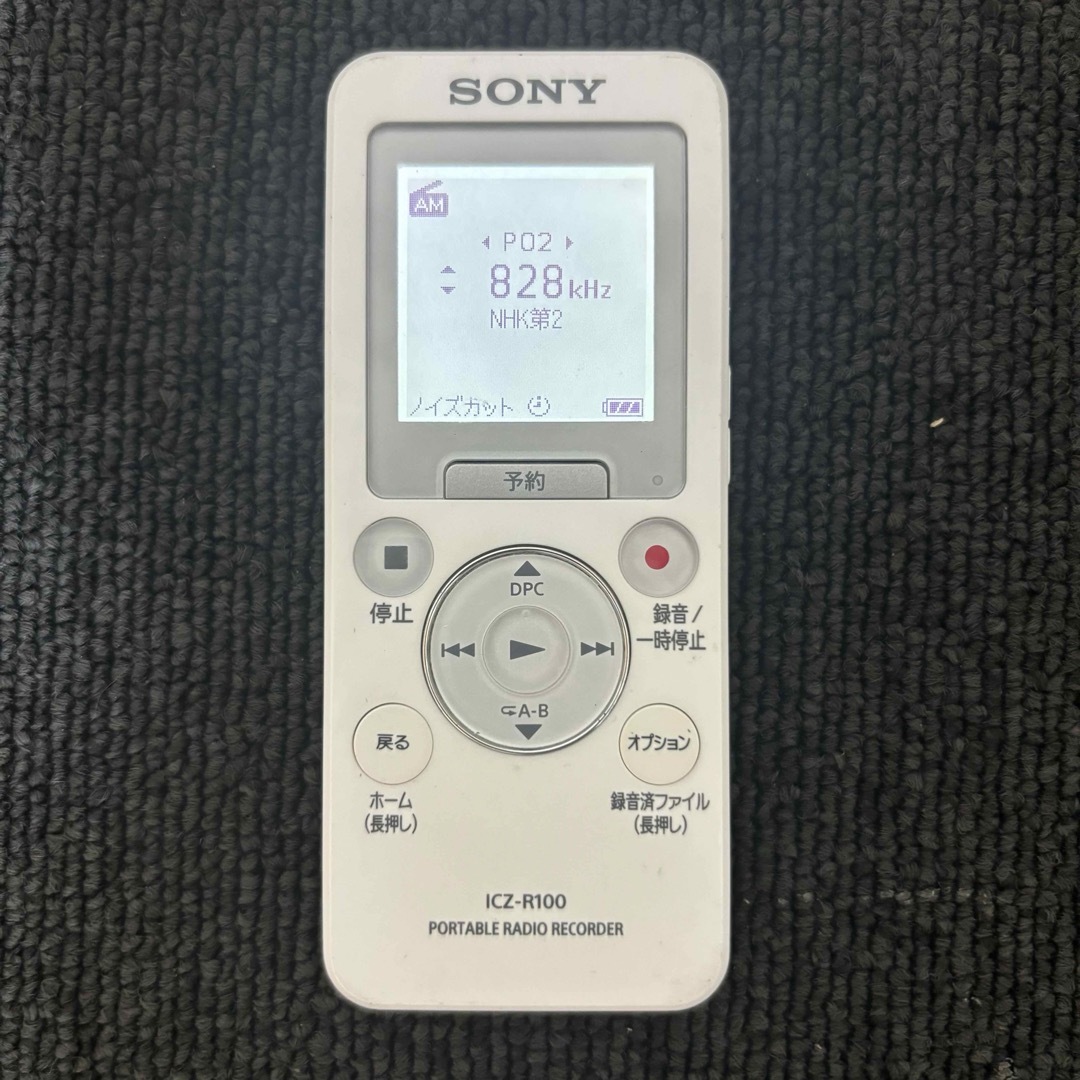 SONY
AM
P02
828kHz
NHK第2
ノイズカット
予約
停止
録音/
一時停止
DPC
A-B
戻る
オプション
ホーム
(長押し)
録音済ファイル
(長押し)
ICZ-R100
PORTABLE RADIO RECORDER